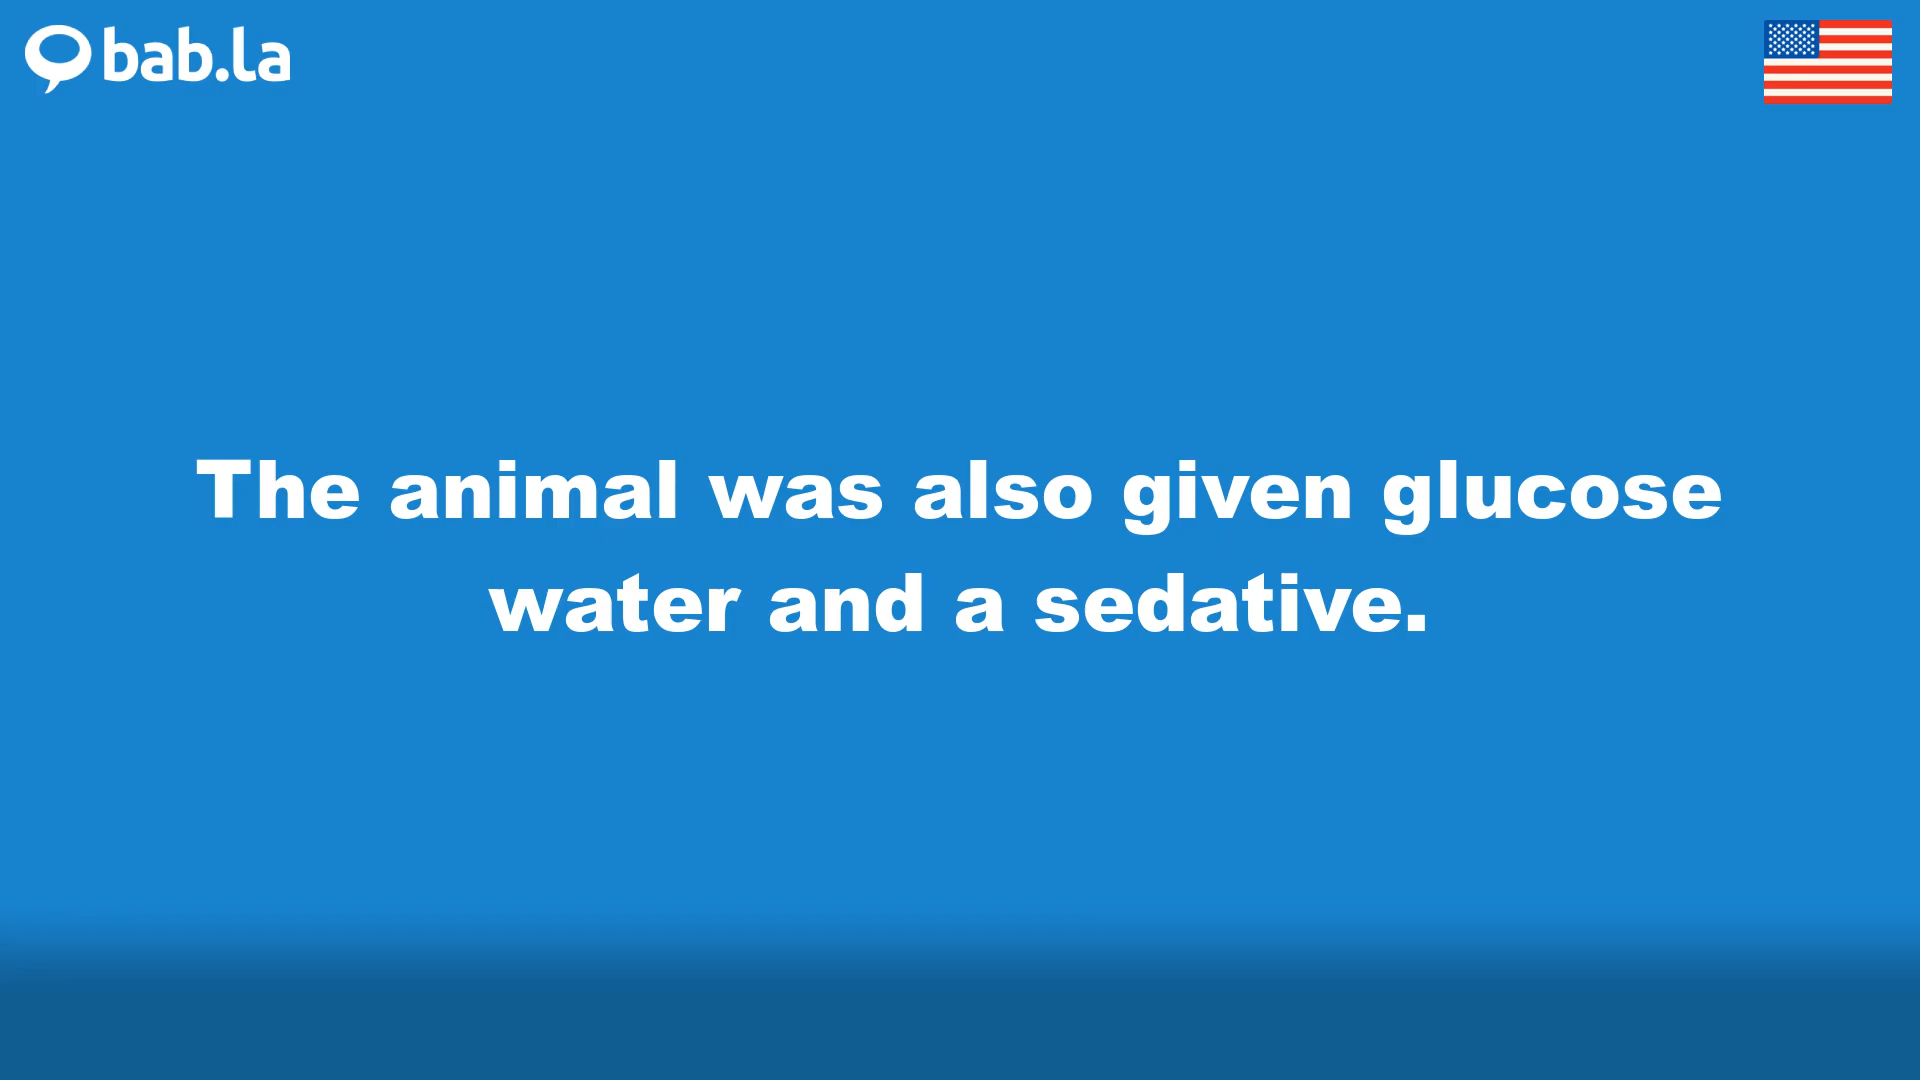 bab.la
The animal was also given glucose
water and a sedative.